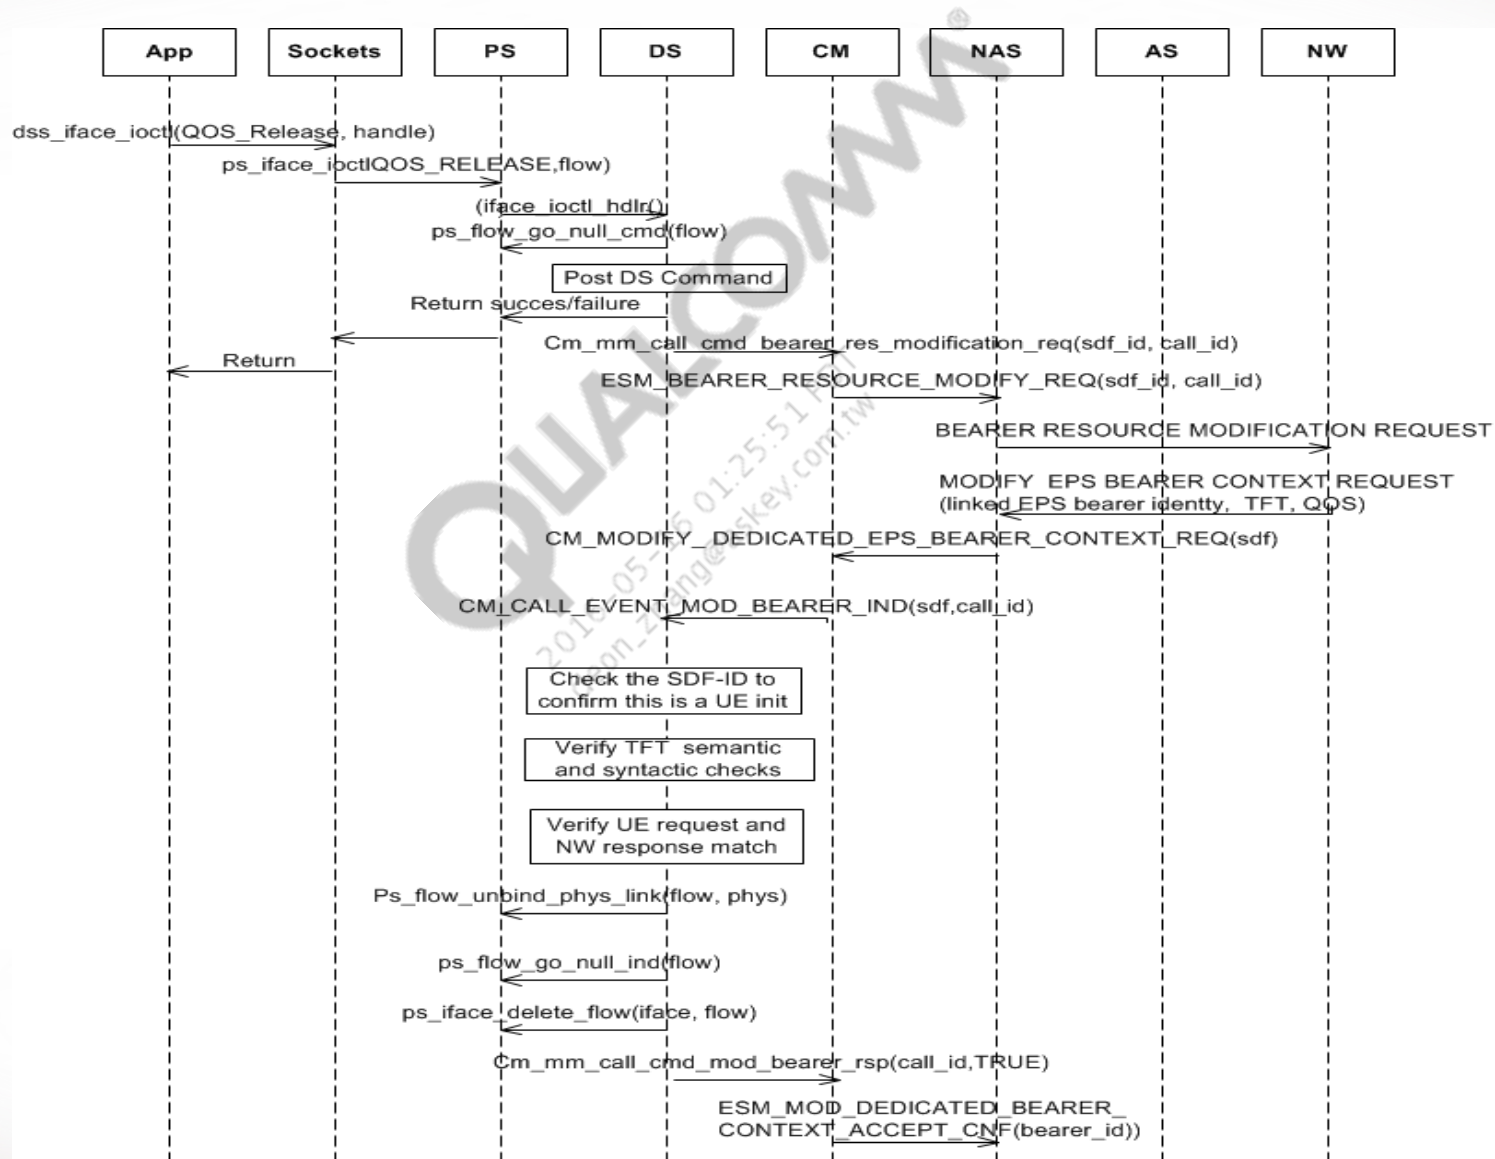 App Sockets PS DS CM NAS AS NW
dss_iface_ioctl(QOS_Release, handle)
ps_iface_ioctlQOS_RELEASE,flow)
(iface_ioctl_hdlr()
ps_flow_go_null_cmd(flow)
Post DS Command
Return succes/failure
Cm_mm_call_cmd_bearer_res_modification_req(sdf_id, call_id)
Return
ESM_BEARER_RESOURCE_MODIFY_REQ(sdf_id, call_id)
BEARER RESOURCE MODIFICATION REQUEST
MODIFY EPS BEARER CONTEXT REQUEST
(linked EPS bearer identty, TFT, QOS)
CM_MODIFY_DEDICATED_EPS_BEARER_CONTEXT_REQ(sdf)
CM_CALL_EVENT_MOD_BEARER_IND(sdf,call_id)
Check the SDF-ID to
confirm this is a UE init
Verify TFT semantic
and syntactic checks
Verify UE request and
NW response match
Ps_flow_unbind_phys_link(flow, phys)
ps_flow_go_null_ind(flow)
ps_iface_delete_flow(iface, flow)
Cm_mm_call_cmd_mod_bearer_rsp(call_id,TRUE)
ESM_MOD_DEDICATED_BEARER_
CONTEXT_ACCEPT_CNF(bearer_id))
QUALCOMM®
01:25:51